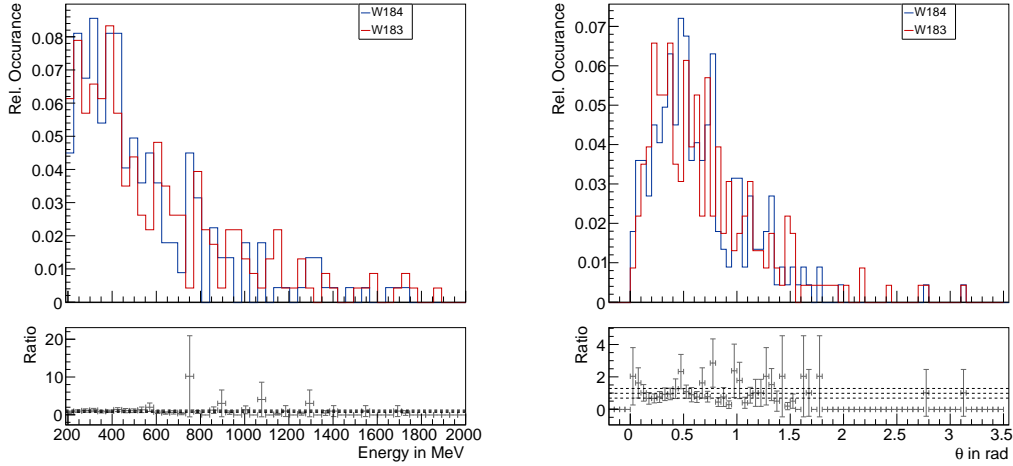 Rel. Occurance
0.08
0.07
0.06
0.05
0.04
0.03
0.02
0.01
0
W184
W183
Ratio
20
10
0
200 400 600 800 1000 1200 1400 1600 1800 2000
Energy in MeV
Rel. Occurance
0.07
0.06
0.05
0.04
0.03
0.02
0.01
0
W184
W183
Ratio
4
2
0
0 0.5 1 1.5 2 2.5 3 3.5
θ in rad